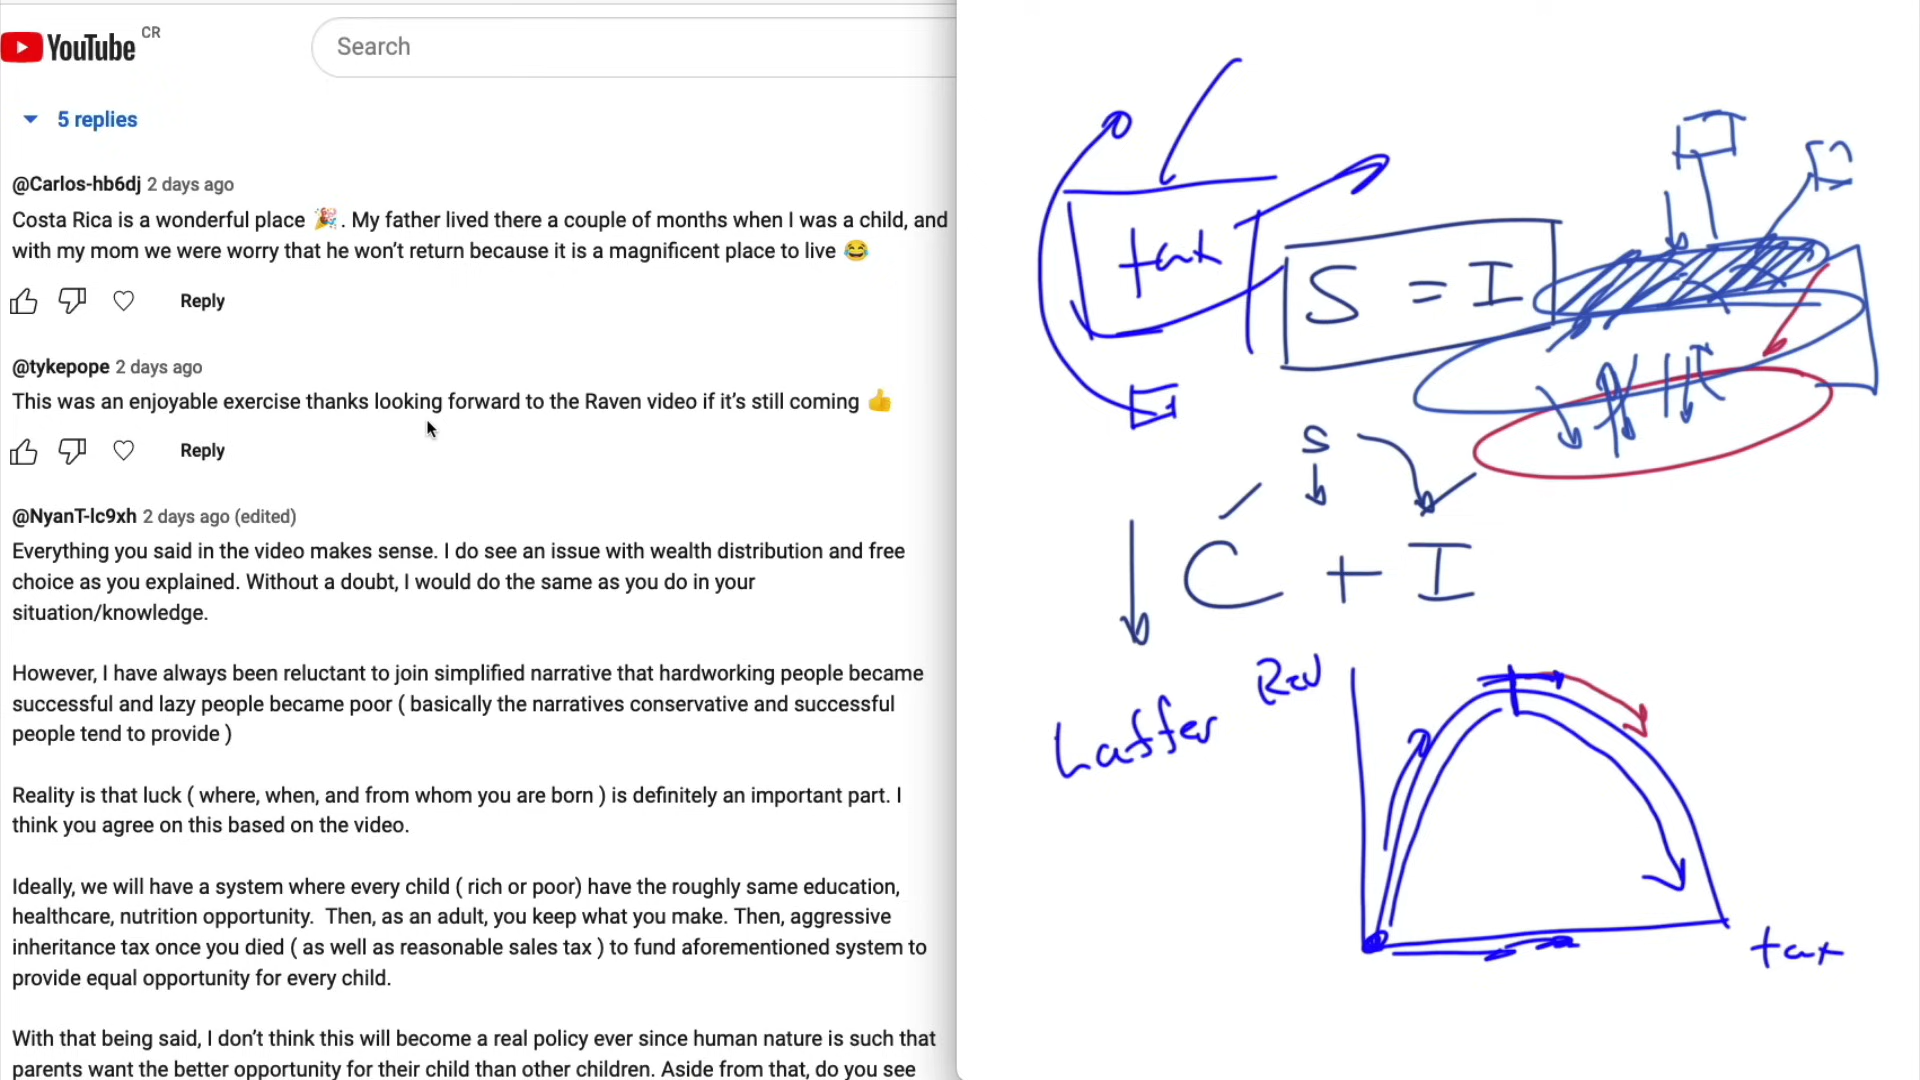 YouTube CR
Search
5 replies
@Carlos-hb6dj 2 days ago
Costa Rica is a wonderful place 🎉. My father lived there a couple of months when I was a child, and
with my mom we were worry that he won't return because it is a magnificent place to live 😂
Reply
@tykepope 2 days ago
This was an enjoyable exercise thanks looking forward to the Raven video if it's still coming 👍
Reply
@NyanT-lc9xh 2 days ago (edited)
Everything you said in the video makes sense. I do see an issue with wealth distribution and free
choice as you explained. Without a doubt, I would do the same as you do in your
situation/knowledge.
However, I have always been reluctant to join simplified narrative that hardworking people became
successful and lazy people became poor ( basically the narratives conservative and successful
people tend to provide )
Reality is that luck ( where, when, and from whom you are born ) is definitely an important part. I
think you agree on this based on the video.
Ideally, we will have a system where every child ( rich or poor) have the roughly same education,
healthcare, nutrition opportunity.  Then, as an adult, you keep what you make. Then, aggressive
inheritance tax once you died ( as well as reasonable sales tax ) to fund aforementioned system to
provide equal opportunity for every child.
With that being said, I don't think this will become a real policy ever since human nature is such that
parents want the better opportunity for their child than other children. Aside from that, do you see
tax
S = I
S
C + I
Rev
Laffer
tax